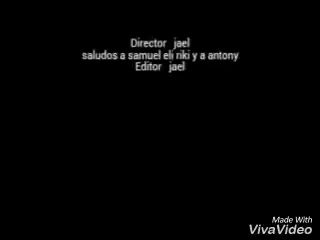 Director jael
saludos a samuel eli riki y a antony
Editor jael
Made With
VivaVideo